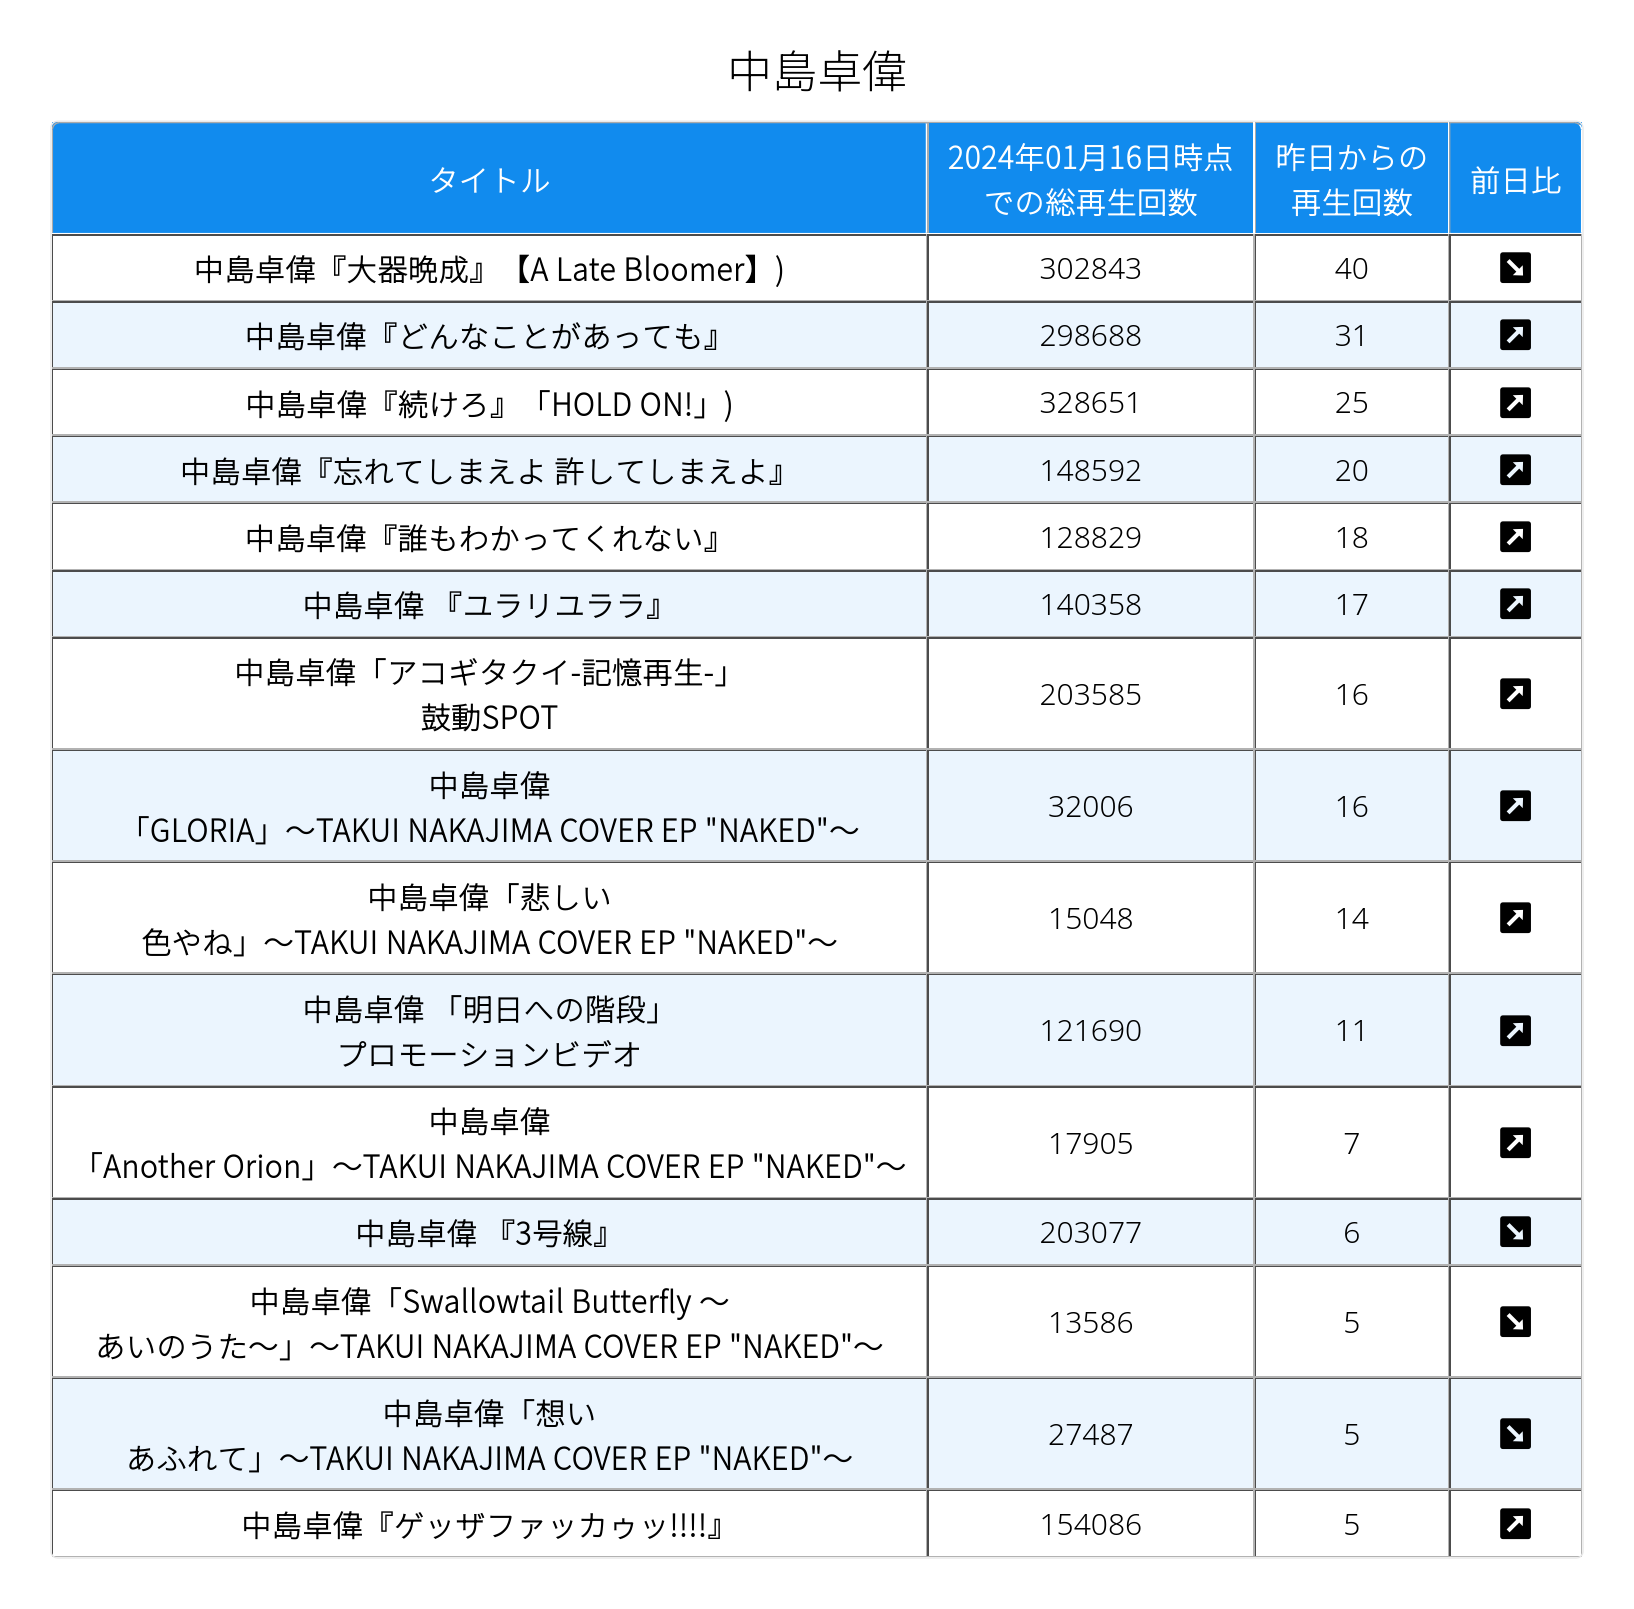 中島卓偉
タイトル
2024年01月16日時点
での総再生回数
昨日からの
再生回数
前日比
中島卓偉『大器晩成』【A Late Bloomer】)
302843
40
中島卓偉『どんなことがあっても』
298688
31
中島卓偉『続けろ』「HOLD ON!」)
328651
25
中島卓偉『忘れてしまえよ 許してしまえよ』
148592
20
中島卓偉『誰もわかってくれない』
128829
18
中島卓偉 『ユラリユララ』
140358
17
中島卓偉「アコギタクイ-記憶再生-」
鼓動SPOT
203585
16
中島卓偉
「GLORIA」～TAKUI NAKAJIMA COVER EP "NAKED"～
32006
16
中島卓偉「悲しい
色やね」～TAKUI NAKAJIMA COVER EP "NAKED"～
15048
14
中島卓偉 「明日への階段」
プロモーションビデオ
121690
11
中島卓偉
「Another Orion」～TAKUI NAKAJIMA COVER EP "NAKED"～
17905
7
中島卓偉 『3号線』
203077
6
中島卓偉「Swallowtail Butterfly ～
あいのうた～」～TAKUI NAKAJIMA COVER EP "NAKED"～
13586
5
中島卓偉「想い
あふれて」～TAKUI NAKAJIMA COVER EP "NAKED"～
27487
5
中島卓偉『ゲッザファッカゥッ!!!!』
154086
5